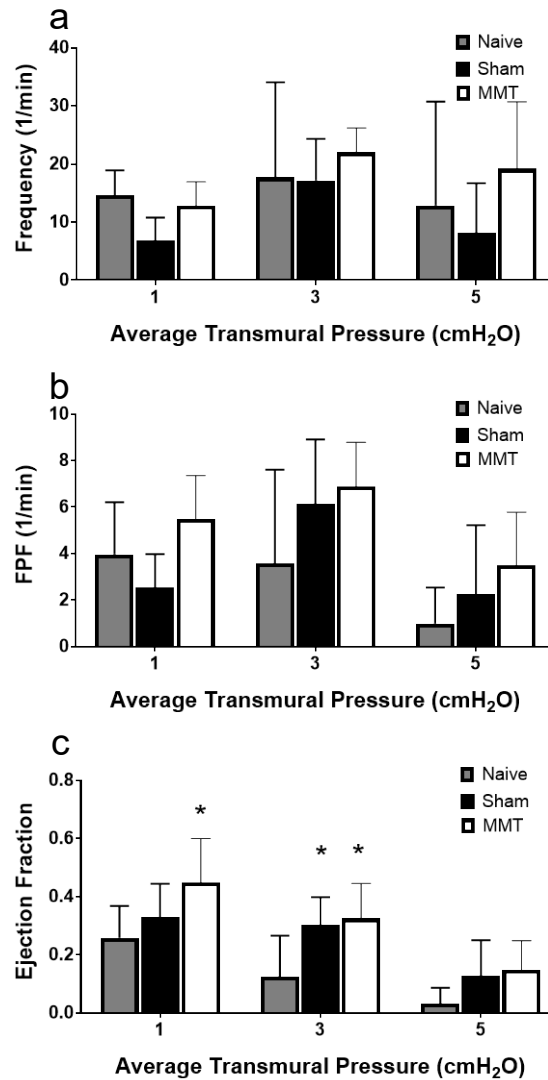 a
Frequency (1/min)
40
30
20
10
0
Naive
Sham
MMT
1 3 5
Average Transmural Pressure (cmH₂O)
b
FPF (1/min)
10
8
6
4
2
0
Naive
Sham
MMT
1 3 5
Average Transmural Pressure (cmH₂O)
c
Ejection Fraction
0.8
0.6
0.4
0.2
0.0
Naive
Sham
MMT
*
* *
1 3 5
Average Transmural Pressure (cmH₂O)